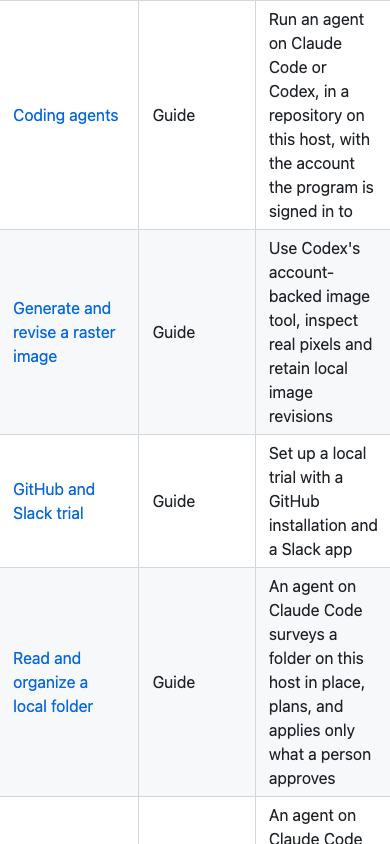 Coding agents
Guide
Run an agent
on Claude
Code or
Codex, in a
repository on
this host, with
the account
the program is
signed in to
Generate and
revise a raster
image
Guide
Use Codex's
account-
backed image
tool, inspect
real pixels and
retain local
image
revisions
GitHub and
Slack trial
Guide
Set up a local
trial with a
GitHub
installation and
a Slack app
Read and
organize a
local folder
Guide
An agent on
Claude Code
surveys a
folder on this
host in place,
plans, and
applies only
what a person
approves
An agent on
Claude Code